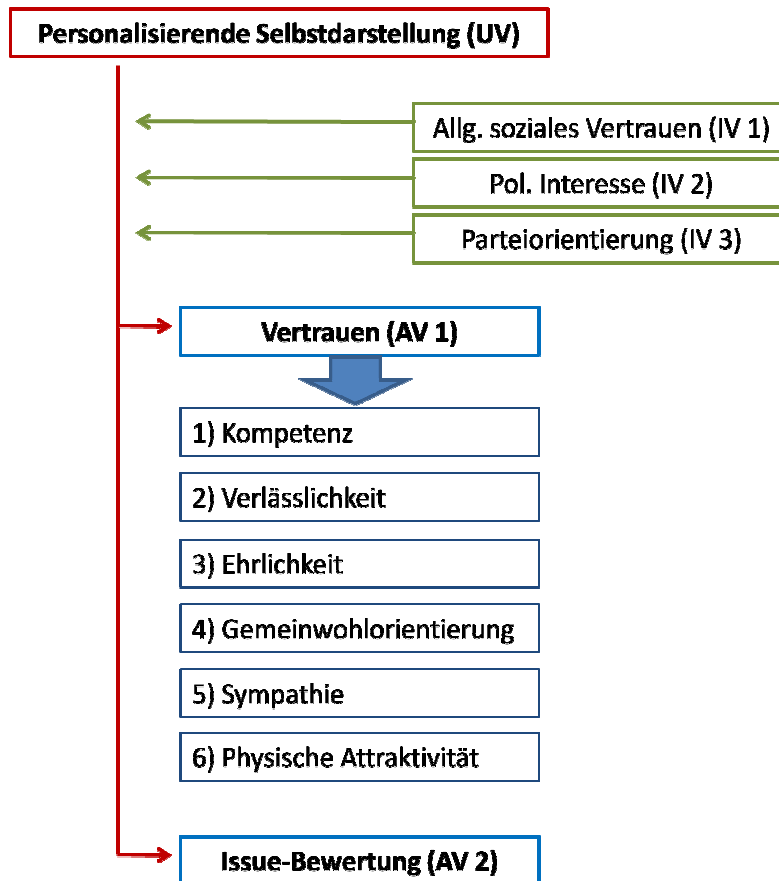 Personalisierende Selbstdarstellung (UV)
Allg. soziales Vertrauen (IV 1)
Pol. Interesse (IV 2)
Parteiorientierung (IV 3)
Vertrauen (AV 1)
1) Kompetenz
2) Verlässlichkeit
3) Ehrlichkeit
4) Gemeinwohlorientierung
5) Sympathie
6) Physische Attraktivität
Issue-Bewertung (AV 2)